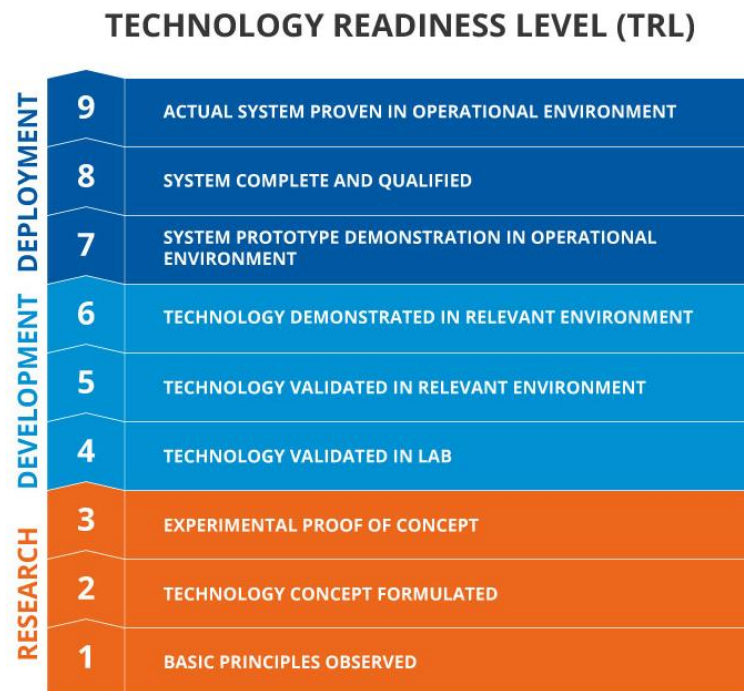 TECHNOLOGY READINESS LEVEL (TRL)
DEPLOYMENT
9 ACTUAL SYSTEM PROVEN IN OPERATIONAL ENVIRONMENT
8 SYSTEM COMPLETE AND QUALIFIED
7 SYSTEM PROTOTYPE DEMONSTRATION IN OPERATIONAL
ENVIRONMENT
DEVELOPMENT
6 TECHNOLOGY DEMONSTRATED IN RELEVANT ENVIRONMENT
5 TECHNOLOGY VALIDATED IN RELEVANT ENVIRONMENT
4 TECHNOLOGY VALIDATED IN LAB
RESEARCH
3 EXPERIMENTAL PROOF OF CONCEPT
2 TECHNOLOGY CONCEPT FORMULATED
1 BASIC PRINCIPLES OBSERVED